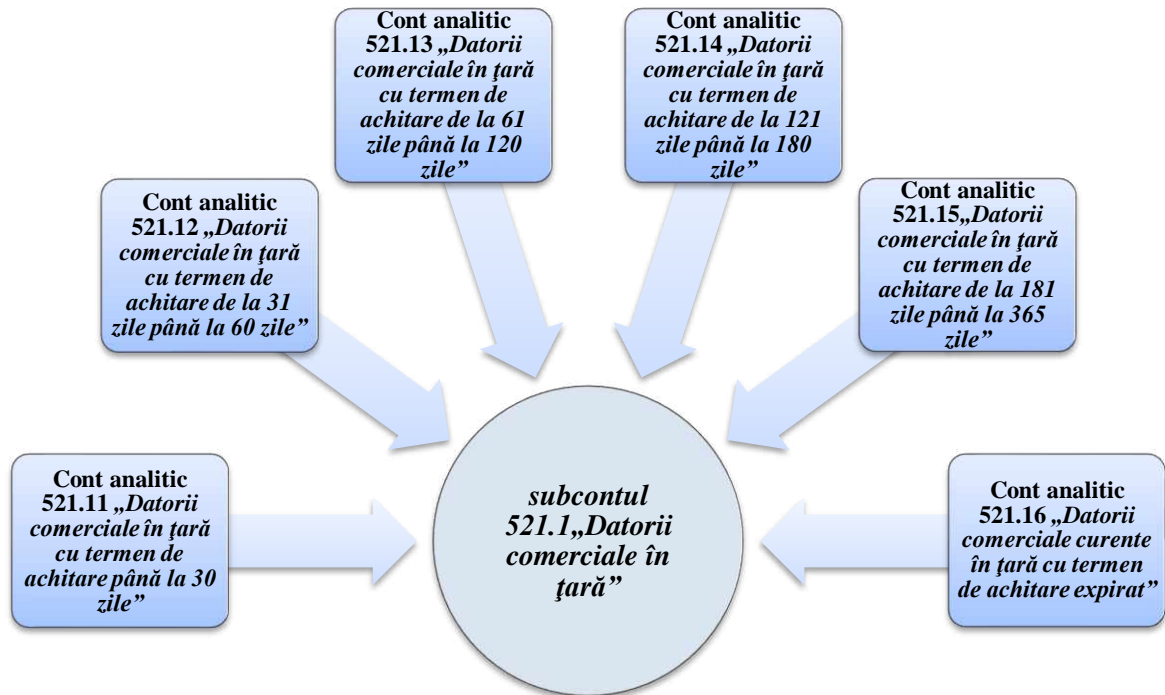 Cont analitic
521.11 „Datorii
comerciale în ţară
cu termen de
achitare până la 30
zile”
Cont analitic
521.12 „Datorii
comerciale în ţară
cu termen de
achitare de la 31
zile până la 60 zile”
Cont analitic
521.13 „Datorii
comerciale în ţară
cu termen de
achitare de la 61
zile până la 120
zile”
Cont analitic
521.14 „Datorii
comerciale în ţară
cu termen de
achitare de la 121
zile până la 180
zile”
Cont analitic
521.15„Datorii
comerciale în ţară
cu termen de
achitare de la 181
zile până la 365
zile”
Cont analitic
521.16 „Datorii
comerciale curente
în ţară cu termen
de achitare expirat”
subcontul
521.1„Datorii
comerciale în
ţară”